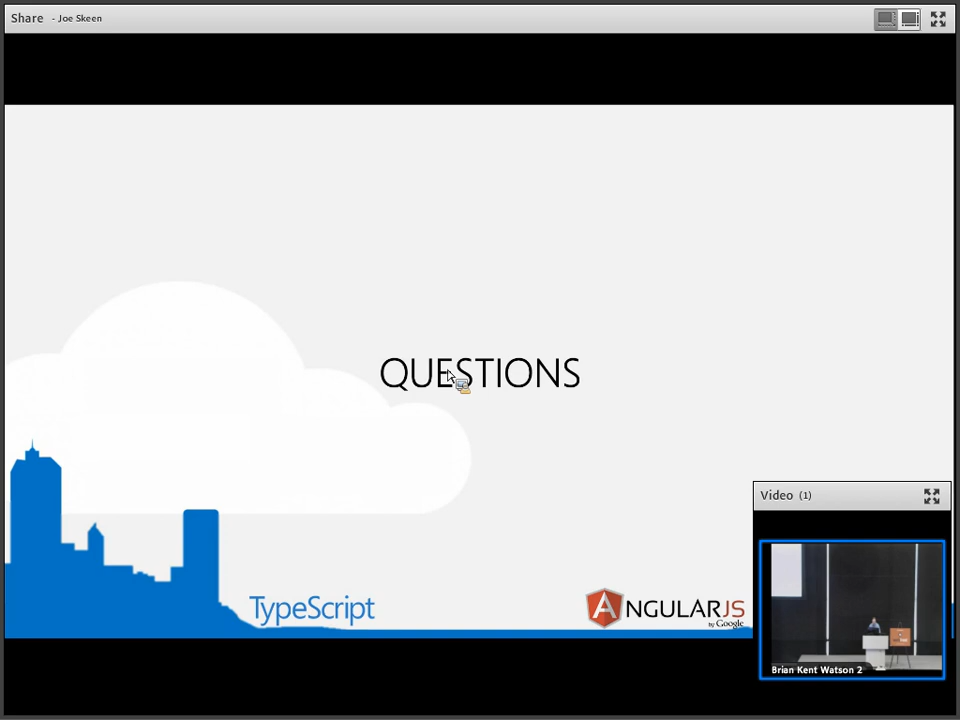 Share - Joe Skeen
QUESTIONS
Video (1)
TypeScript
ANGULARJS
by Google
Brian Kent Watson 2